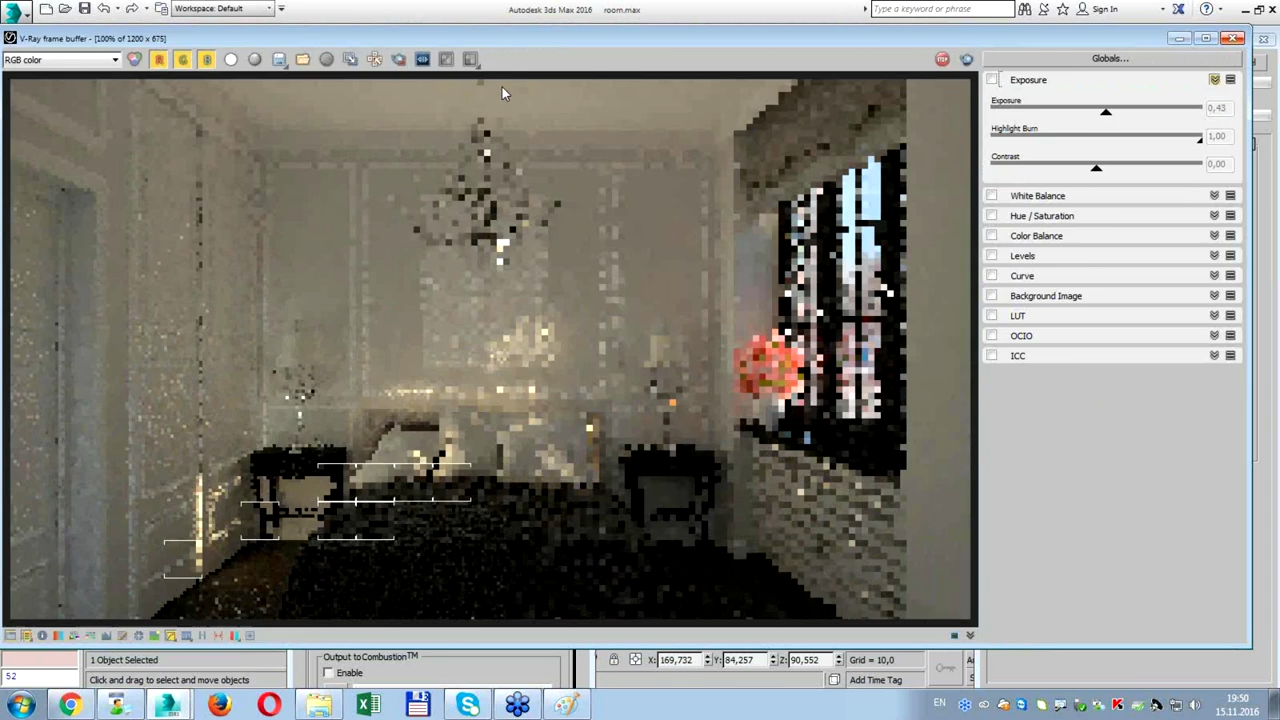 Workspace: Default
Autodesk 3ds Max 2016    room.max
Type a keyword or phrase
Sign In
V-Ray frame buffer - [100% of 1200 x 675]
RGB color
Globals...
Exposure
Exposure
0,43
Highlight Burn
1,00
Contrast
0,00
White Balance
Hue / Saturation
Color Balance
Levels
Curve
Background Image
LUT
OCIO
ICC
1 Object Selected
52
Click and drag to select and move objects
Output to Combustion™
Enable
X: 169,732
Y: 84,257
Z: 90,552
Grid = 10,0
Add Time Tag
EN
19:50
15.11.2016